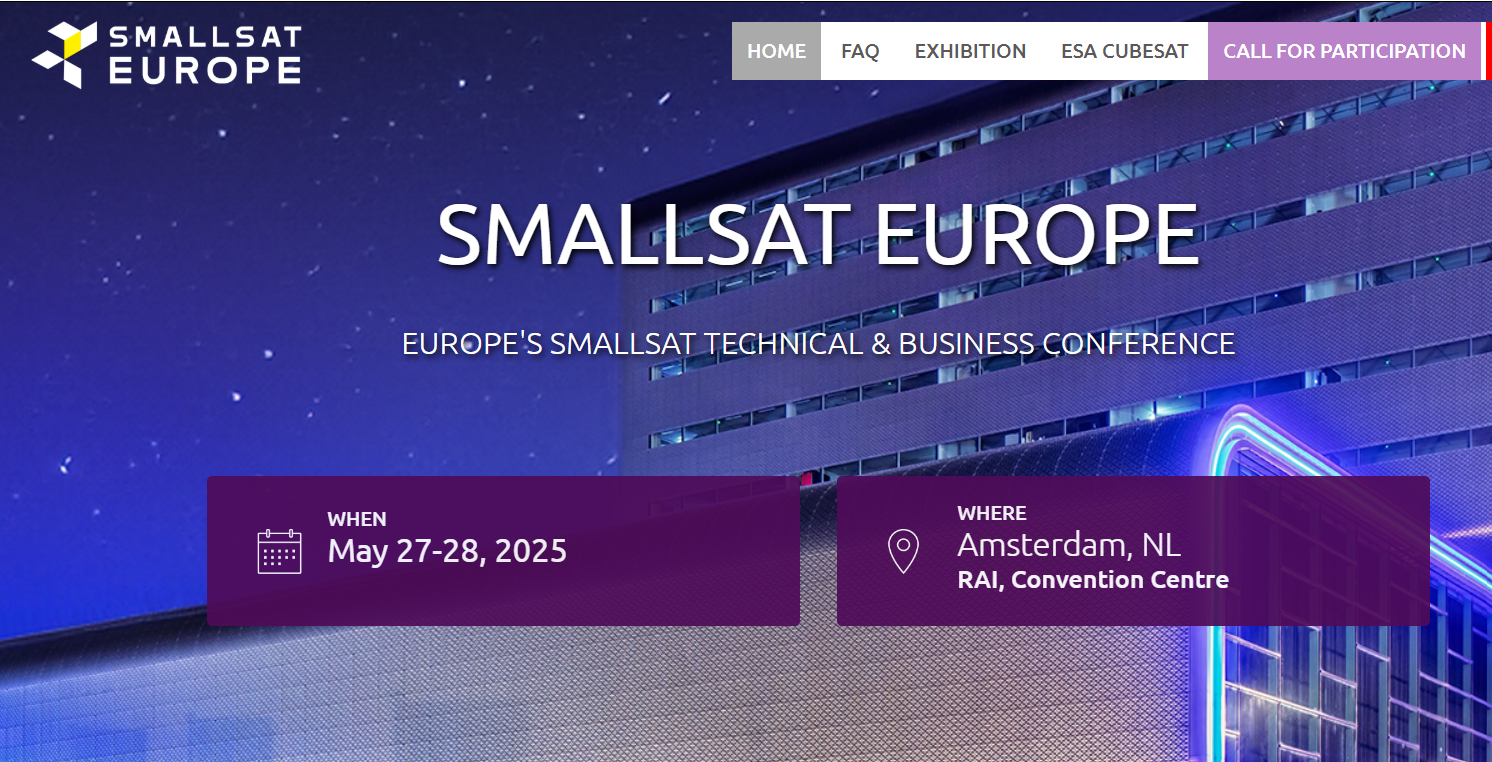 SMALLSAT
EUROPE
HOME FAQ EXHIBITION ESA CUBESAT CALL FOR PARTICIPATION
SMALLSAT EUROPE
EUROPE'S SMALLSAT TECHNICAL & BUSINESS CONFERENCE
WHEN
May 27-28, 2025
WHERE
Amsterdam, NL
RAI, Convention Centre